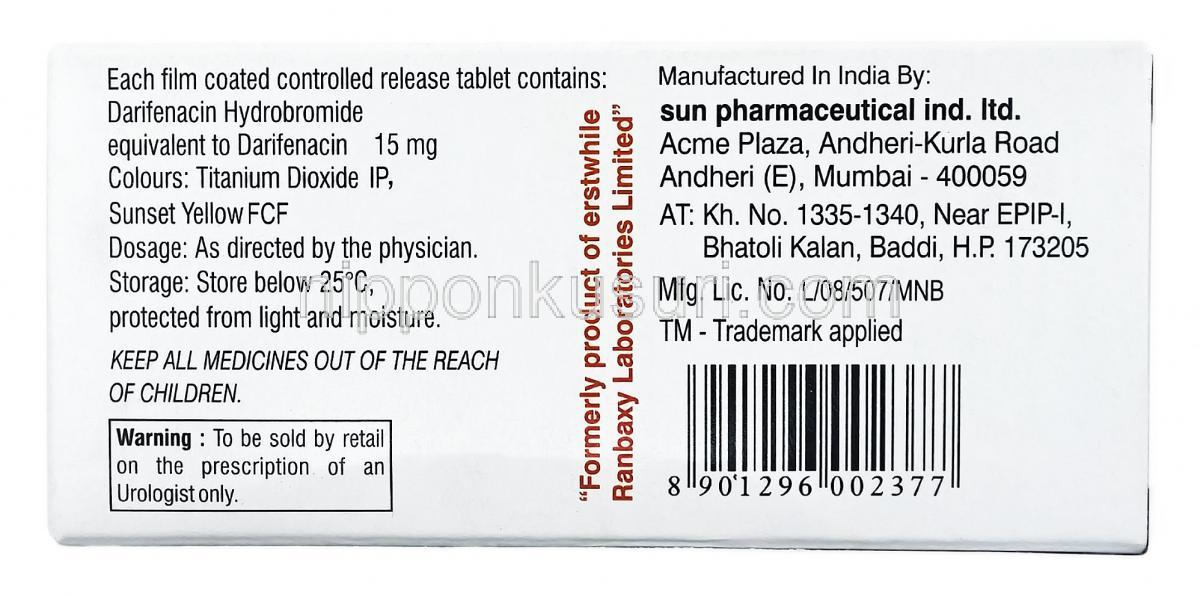 Each film coated controlled release tablet contains:
Darifenacin Hydrobromide
equivalent to Darifenacin 15 mg
Colours: Titanium Dioxide IP,
Sunset Yellow FCF
Dosage: As directed by the physician.
Storage: Store below 25°C,
protected from light and moisture.
KEEP ALL MEDICINES OUT OF THE REACH
OF CHILDREN.
Warning : To be sold by retail
on the prescription of an
Urologist only.
"Formerly product of erstwhile
Ranbaxy Laboratories Limited"
Manufactured In India By:
sun pharmaceutical ind. ltd.
Acme Plaza, Andheri-Kurla Road
Andheri (E), Mumbai - 400059
AT: Kh. No. 1335-1340, Near EPIP-I,
Bhatoli Kalan, Baddi, H.P. 173205
Mfg. Lic. No. L/08/507/MNB
TM - Trademark applied
8 901296 002377
nipponkusuri.com